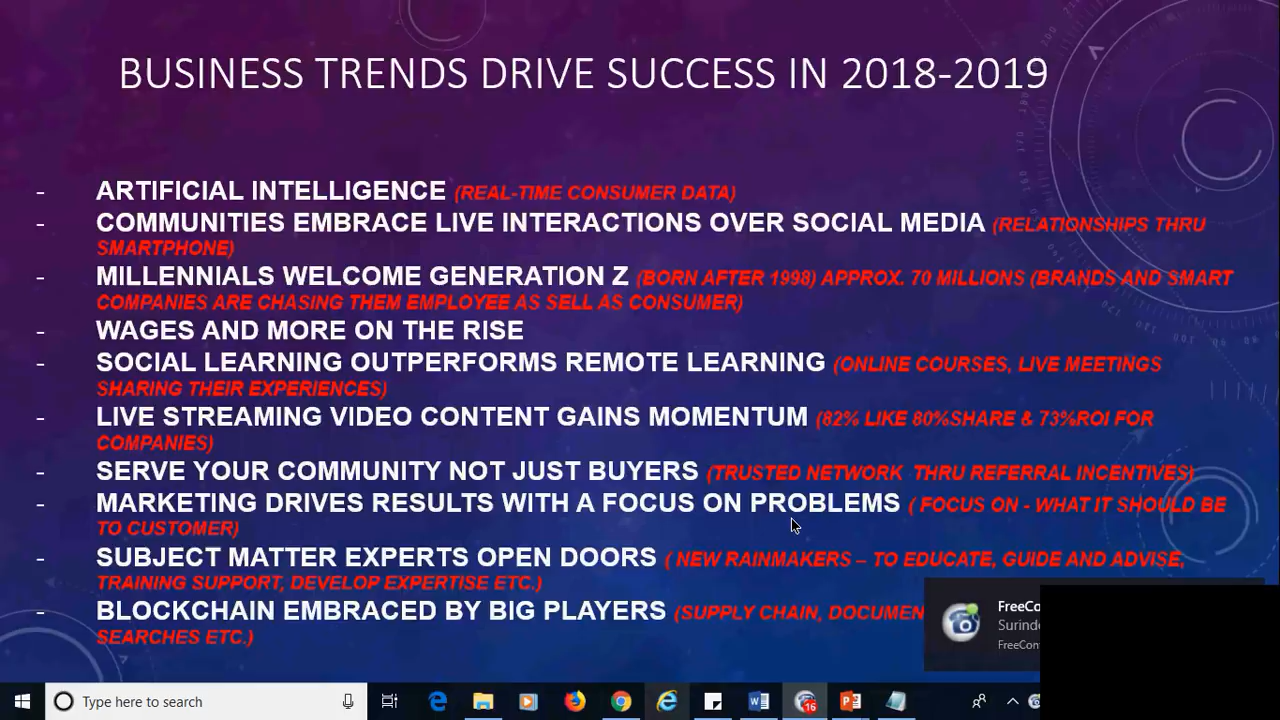 BUSINESS TRENDS DRIVE SUCCESS IN 2018-2019
- ARTIFICIAL INTELLIGENCE (REAL-TIME CONSUMER DATA)
- COMMUNITIES EMBRACE LIVE INTERACTIONS OVER SOCIAL MEDIA (RELATIONSHIPS THRU
SMARTPHONE)
- MILLENNIALS WELCOME GENERATION Z (BORN AFTER 1998) APPROX. 70 MILLIONS (BRANDS AND SMART
COMPANIES ARE CHASING THEM EMPLOYEE AS SELL AS CONSUMER)
- WAGES AND MORE ON THE RISE
- SOCIAL LEARNING OUTPERFORMS REMOTE LEARNING (ONLINE COURSES, LIVE MEETINGS
SHARING THEIR EXPERIENCES)
- LIVE STREAMING VIDEO CONTENT GAINS MOMENTUM (82% LIKE 80%SHARE & 73%ROI FOR
COMPANIES)
- SERVE YOUR COMMUNITY NOT JUST BUYERS (TRUSTED NETWORK THRU REFERRAL INCENTIVES)
- MARKETING DRIVES RESULTS WITH A FOCUS ON PROBLEMS ( FOCUS ON - WHAT IT SHOULD BE
TO CUSTOMER)
- SUBJECT MATTER EXPERTS OPEN DOORS ( NEW RAINMAKERS – TO EDUCATE, GUIDE AND ADVISE,
TRAINING SUPPORT, DEVELOP EXPERTISE ETC.)
- BLOCKCHAIN EMBRACED BY BIG PLAYERS (SUPPLY CHAIN,
SEARCHES ETC.)
Type here to search
16